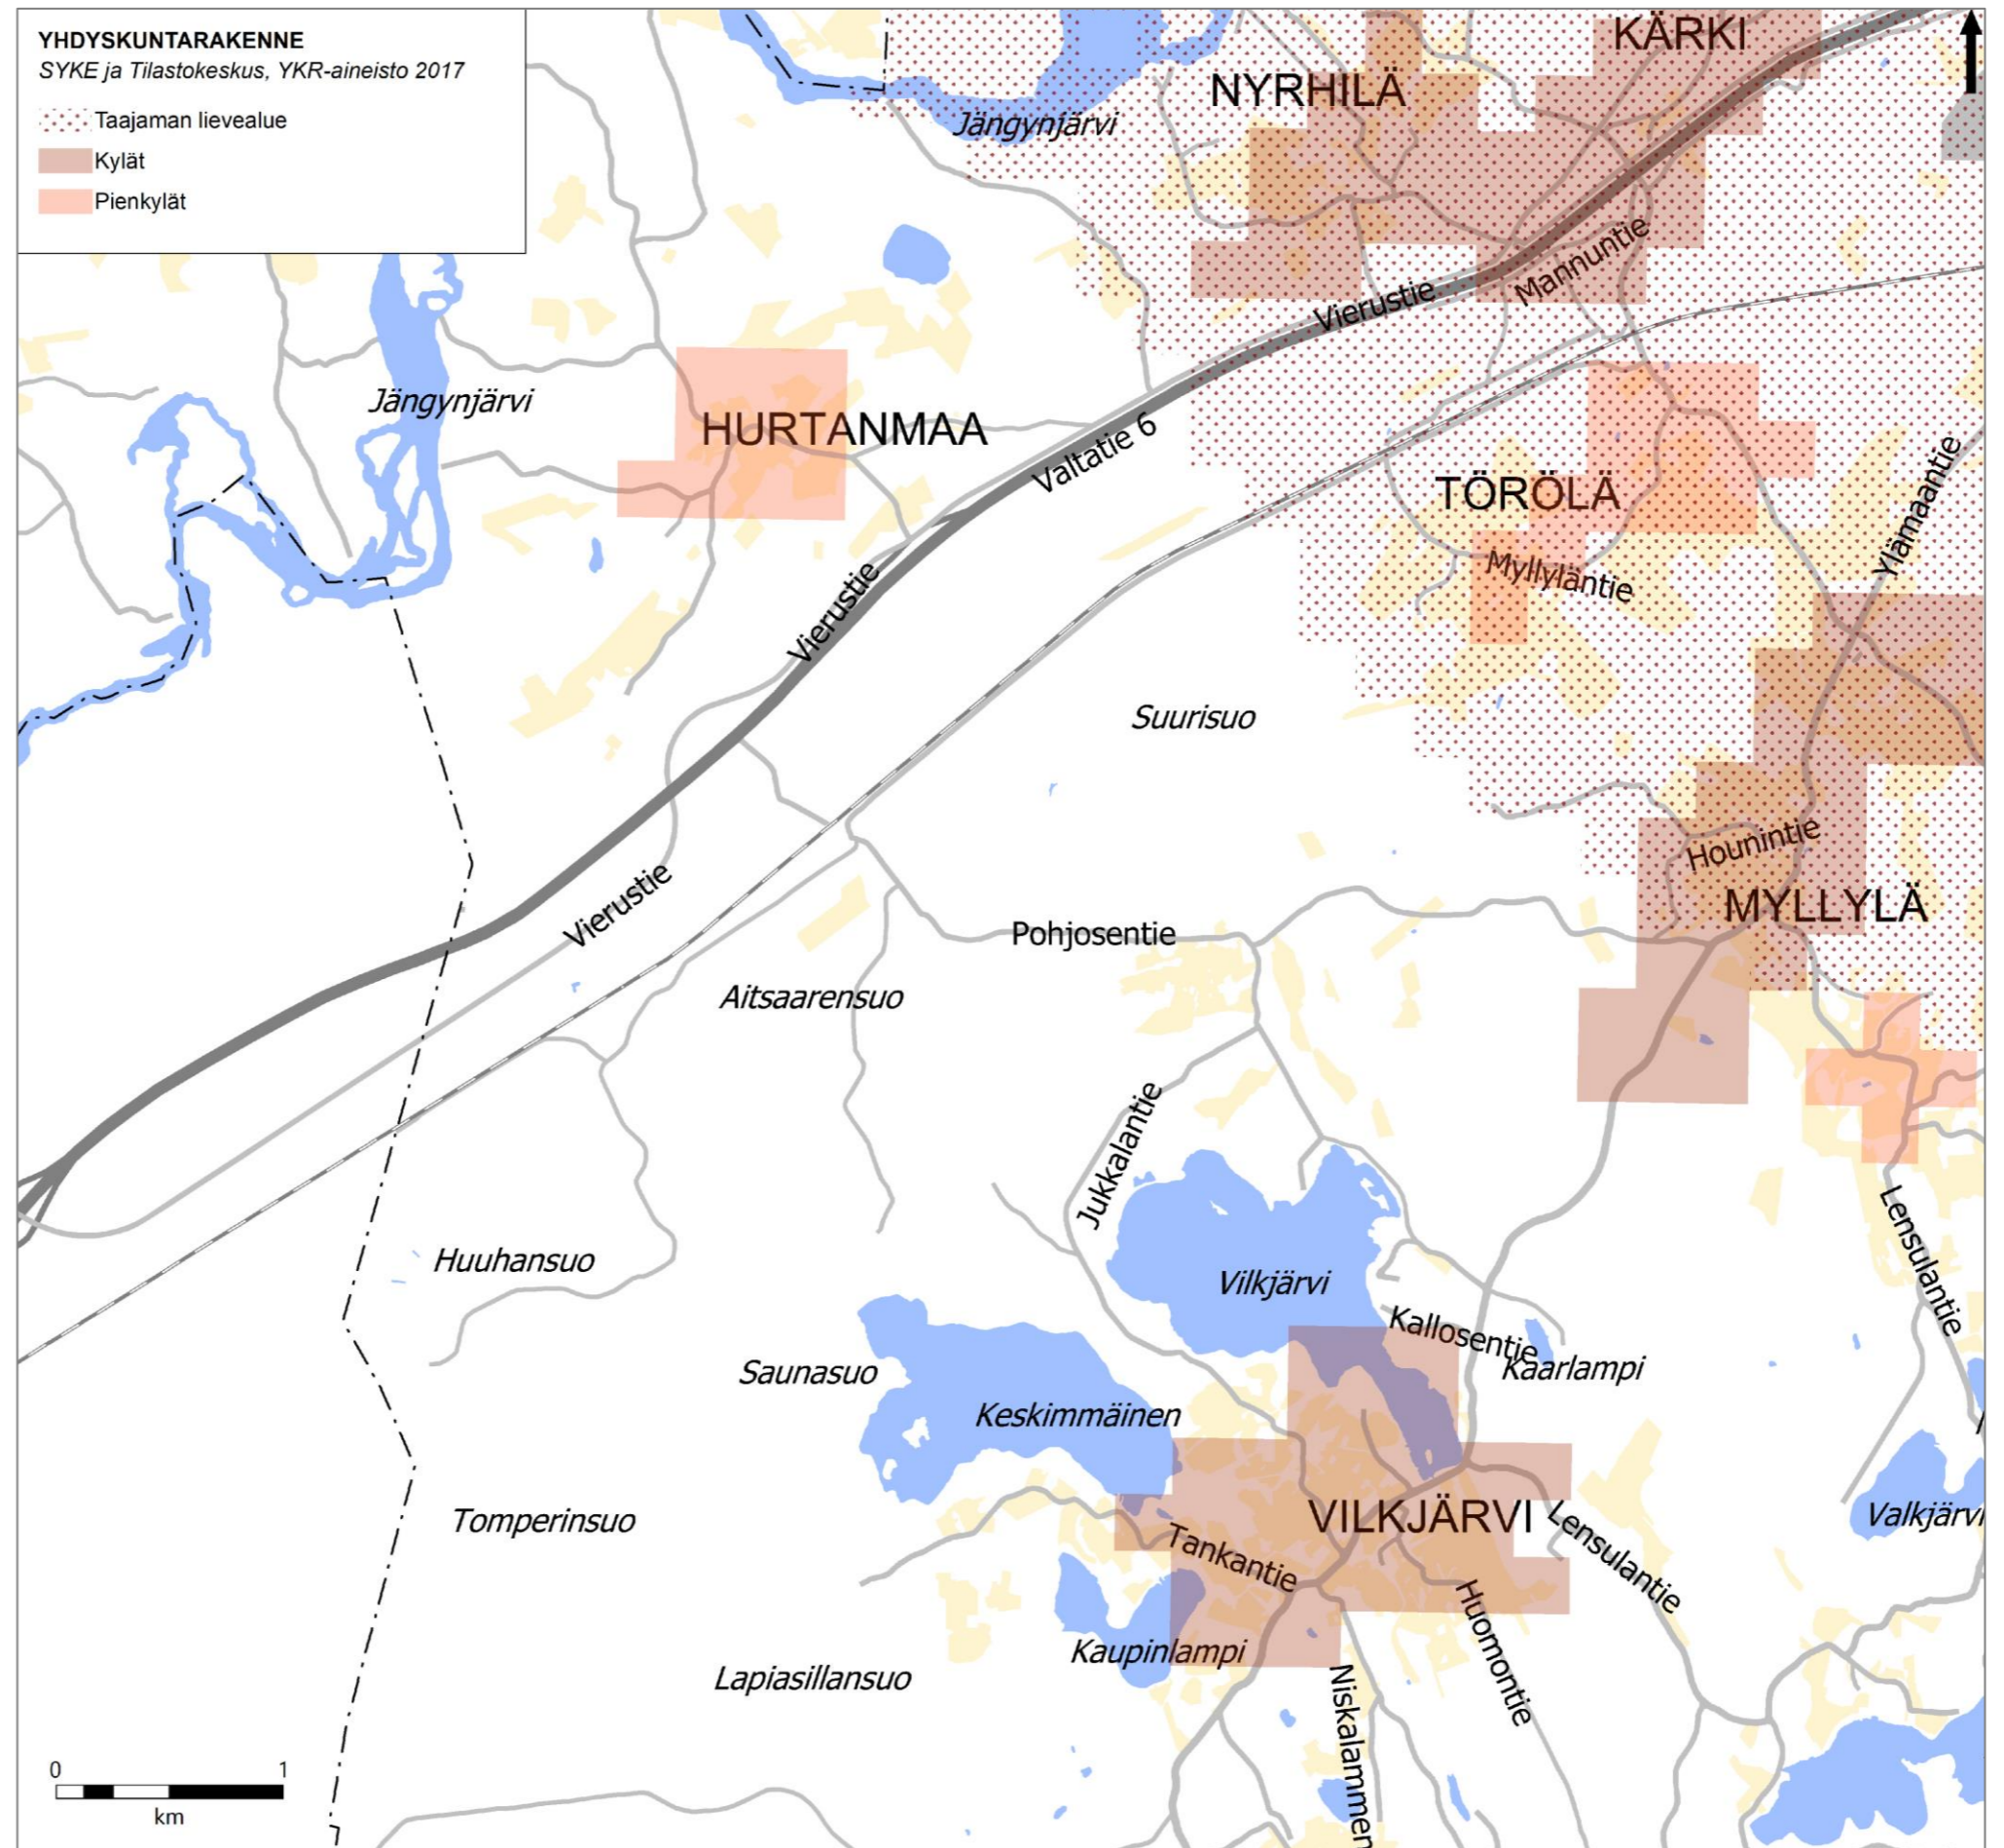 YHDYSKUNTARAKENNE
SYKE ja Tilastokeskus, YKR-aineisto 2017
Taajaman lievealue
Kylät
Pienkylät
KÄRKI
NYRHILÄ
Jängynjärvi
Mannuntie
Vierustie
Jängynjärvi
HURTANMAA
Valtatie 6
TÖRÖLÄ
Ylämaantie
Myllyläntie
Vierustie
Suurisuo
Hounintie
Vierustie
MYLLYLÄ
Pohjosentie
Aitsaarensuo
Jukkalantie
Lensulantie
Huuhansuo
Vilkjärvi
Kallosentie
Kaarlampi
Saunasuo
Keskimmäinen
Tomperinsuo
VILKJÄRVI
Valkjärvi
Tankantie
Lensulantie
Huomontie
Kaupinlampi
Lapiasillansuo
Niskalammen
0 1
km